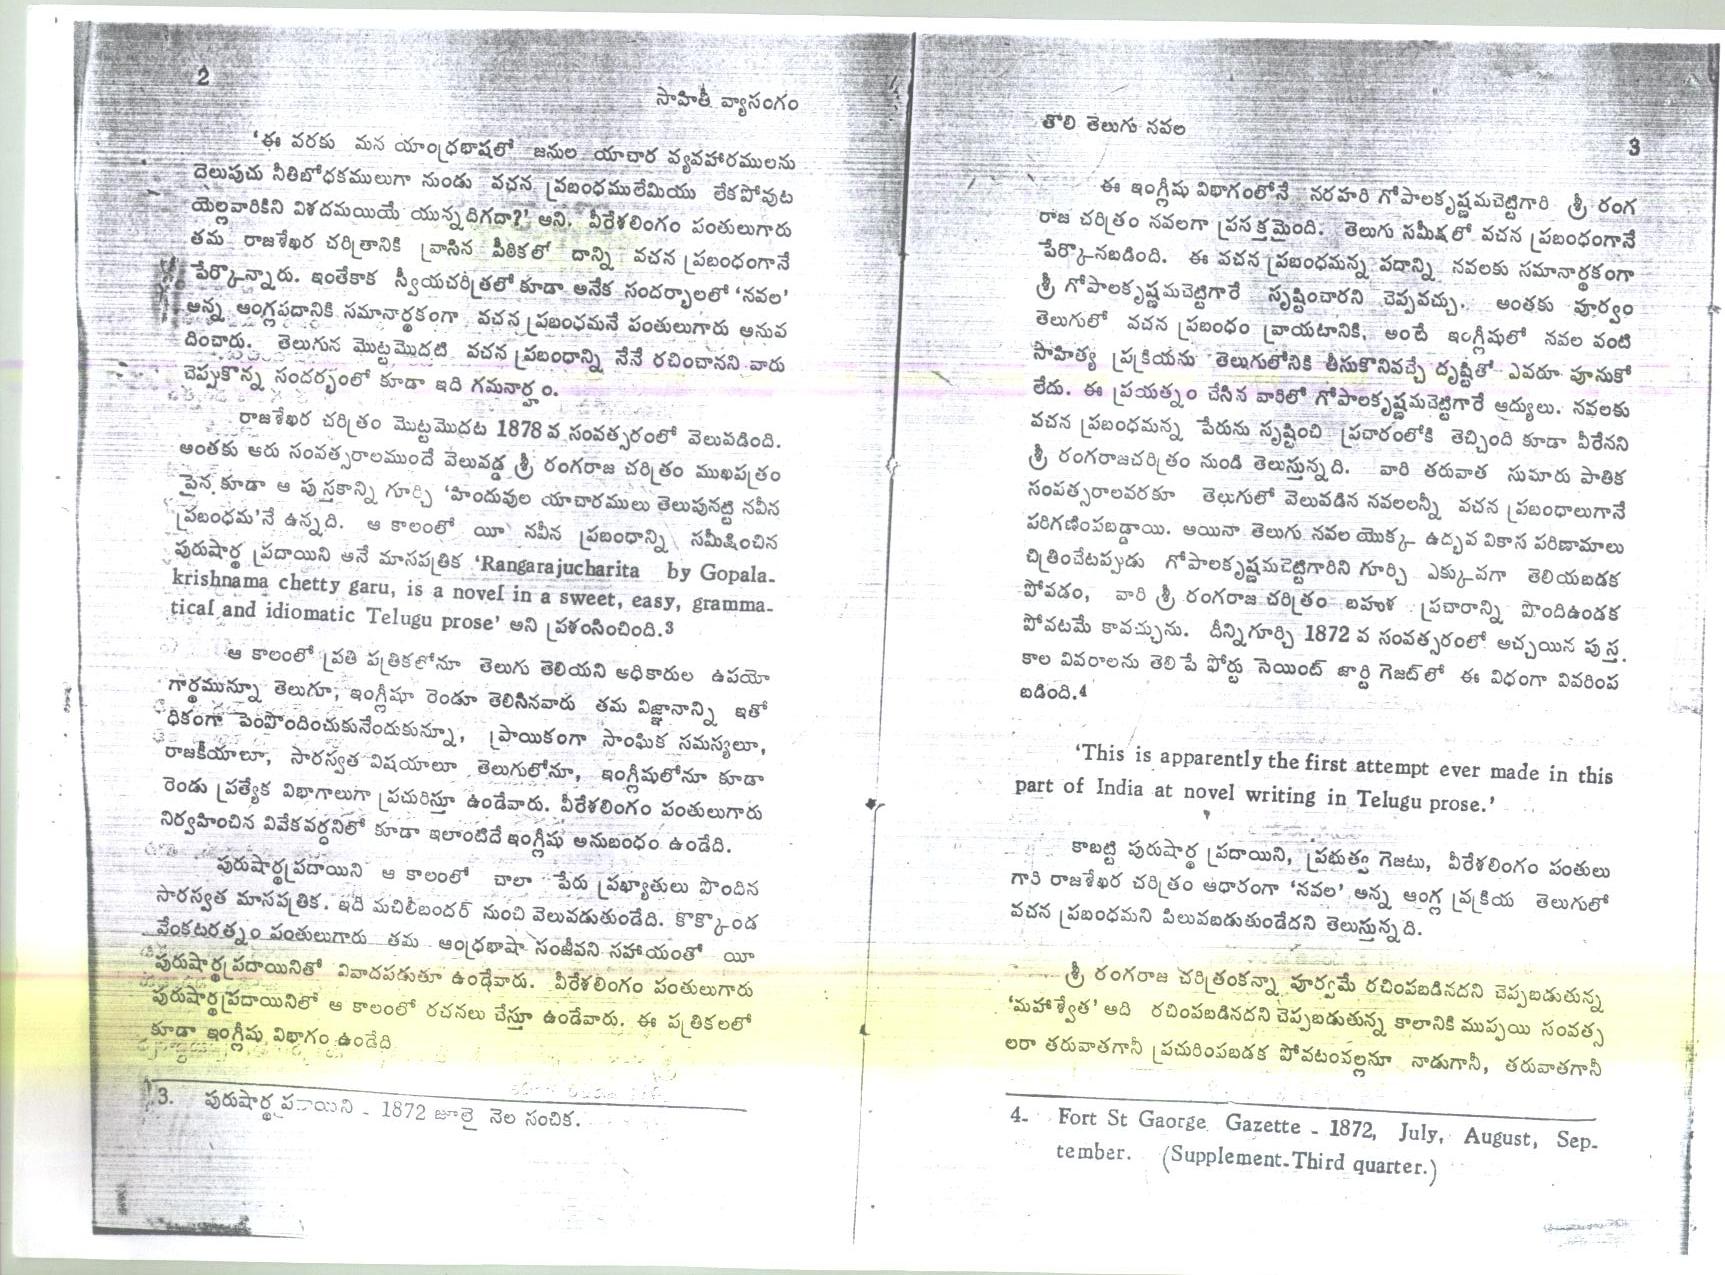 2
సాహితీ వ్యాసంగం
‘ఈ వరకు మన యాంధ్రభాషలో జనుల యాచార వ్యవహారములను
దెలుపుచు నీతిబోధకములుగా నుండు వచన ప్రబంధములేమియు లేకపోవుట
యెల్లవారికిని విశదమయియే యున్నదిగదా?’ అని. వీరేశలింగం పంతులుగారు
తమ రాజశేఖర చరిత్రానికి వ్రాసిన పీఠికలో దాన్ని వచన ప్రబంధంగానే
పేర్కొన్నారు. ఇంతేకాక స్వీయచరిత్రలో కూడా అనేక సందర్భాలలో ‘నవల’
అన్న ఆంగ్లపదానికి సమానార్థకంగా వచన ప్రబంధమనే పంతులుగారు అనువ
దించారు. తెలుగున మొట్టమొదటి వచన ప్రబంధాన్ని నేనే రచించానని వారు
చెప్పుకొన్న సందర్భంలో కూడా ఇది గమనార్హం.
రాజశేఖర చరిత్రం మొట్టమొదట 1878 వ సంవత్సరంలో వెలువడింది.
అంతకు ఆరు సంవత్సరాలముందే వెలువడ్డ శ్రీ రంగరాజ చరిత్రం ముఖపత్రం
పైన కూడా ఆ పుస్తకాన్ని గూర్చి ‘హిందువుల యాచారములు తెలుపునట్టి నవీన
ప్రబంధమ’నే ఉన్నది. ఆ కాలంలో యీ నవీన ప్రబంధాన్ని సమీక్షించిన
పురుషార్థ ప్రదాయిని అనే మాసపత్రిక ‘Rangarajucharita by Gopala-
krishnama chetty garu, is a novel in a sweet, easy, gramma-
tical and idiomatic Telugu prose’ అని ప్రశంసించింది.3
ఆ కాలంలో ప్రతి పత్రికలోనూ తెలుగు తెలియని అధికారుల ఉపయో
గార్థమున్నూ తెలుగూ, ఇంగ్లీషూ రెండూ తెలిసినవారు తమ విజ్ఞానాన్ని ఇతో
ధికంగా పెంపొందించుకునేందుకున్నూ, ప్రాయికంగా సాంఘిక సమస్యలూ,
రాజకీయాలూ, సారస్వత విషయాలూ తెలుగులోనూ, ఇంగ్లీషులోనూ కూడా
రెండు ప్రత్యేక విభాగాలుగా ప్రచురిస్తూ ఉండేవారు. వీరేశలింగం పంతులుగారు
నిర్వహించిన వివేకవర్ధనిలో కూడా ఇలాంటిదే ఇంగ్లీషు అనుబంధం ఉండేది.
పురుషార్థప్రదాయిని ఆ కాలంలో చాలా పేరు ప్రఖ్యాతులు పొందిన
సారస్వత మాసపత్రిక. ఇది మచిలీబందర్ నుంచి వెలువడుతుండేది. కొక్కొండ
వేంకటరత్నం పంతులుగారు తమ ఆంధ్రభాషా సంజీవని సహాయంతో యీ
పురుషార్థప్రదాయినితో వివాదపడుతూ ఉండేవారు. వీరేశలింగం పంతులుగారు
పురుషార్థప్రదాయినిలో ఆ కాలంలో రచనలు చేస్తూ ఉండేవారు. ఈ పత్రికలలో
కూడా ఇంగ్లీషు విభాగం ఉండేది.
3. పురుషార్థ ప్రదాయిని - 1872 జూలై నెల సంచిక.
తొలి తెలుగు నవల
3
ఈ ఇంగ్లీషు విభాగంలోనే నరహరి గోపాలకృష్ణమచెట్టిగారి శ్రీ రంగ
రాజ చరిత్రం నవలగా ప్రసక్తమైంది. తెలుగు సమీక్షలో వచన ప్రబంధంగానే
పేర్కొనబడింది. ఈ వచన ప్రబంధమన్న పదాన్ని నవలకు సమానార్థకంగా
శ్రీ గోపాలకృష్ణమచెట్టిగారే సృష్టించారని చెప్పవచ్చు. అంతకు పూర్వం
తెలుగులో వచన ప్రబంధం వ్రాయటానికి, అంటే ఇంగ్లీషులో నవల వంటి
సాహిత్య ప్రక్రియను తెలుగులోనికి తీసుకొనివచ్చే దృష్టితో ఎవరూ పూనుకో
లేదు. ఈ ప్రయత్నం చేసిన వారిలో గోపాలకృష్ణమచెట్టిగారే ఆద్యులు. నవలకు
వచన ప్రబంధమన్న పేరును సృష్టించి ప్రచారంలోకి తెచ్చింది కూడా వీరేనని
శ్రీ రంగరాజచరిత్రం నుండి తెలుస్తున్నది. వారి తరువాత సుమారు పాతిక
సంవత్సరాలవరకూ తెలుగులో వెలువడిన నవలలన్నీ వచన ప్రబంధాలుగానే
పరిగణింపబడ్డాయి. అయినా తెలుగు నవల యొక్క ఉద్భవ వికాస పరిణామాలు
చిత్రించేటప్పుడు గోపాలకృష్ణమచెట్టిగారిని గూర్చి ఎక్కువగా తెలియబడక
పోవడం, వారి శ్రీ రంగరాజ చరిత్రం బహుళ ప్రచారాన్ని పొందిఉండక
పోవటమే కావచ్చును. దీన్నిగూర్చి 1872 వ సంవత్సరంలో అచ్చయిన పుస్త
కాల వివరాలను తెలిపే ఫోర్టు సెయింట్ జార్జి గెజట్‌లో ఈ విధంగా వివరింప
బడింది.4
‘This is apparently the first attempt ever made in this
part of India at novel writing in Telugu prose.’
కాబట్టి పురుషార్థ ప్రదాయిని, ప్రభుత్వ గెజటు, వీరేశలింగం పంతులు
గారి రాజశేఖర చరిత్రం ఆధారంగా ‘నవల’ అన్న ఆంగ్ల ప్రక్రియ తెలుగులో
వచన ప్రబంధమని పిలువబడుతుండేదని తెలుస్తున్నది.
శ్రీ రంగరాజ చరిత్రంకన్నా పూర్వమే రచింపబడినదని చెప్పబడుతున్న
‘మహాశ్వేత’ అది రచింపబడినదని చెప్పబడుతున్న కాలానికి ముప్పయి సంవత్స
లరా తరువాతగానీ ప్రచురింపబడక పోవటంవల్లనూ నాడుగానీ, తరువాతగానీ
4- Fort St Gaorge Gazette - 1872, July, August, Sep-
tember. (Supplement-Third quarter.)